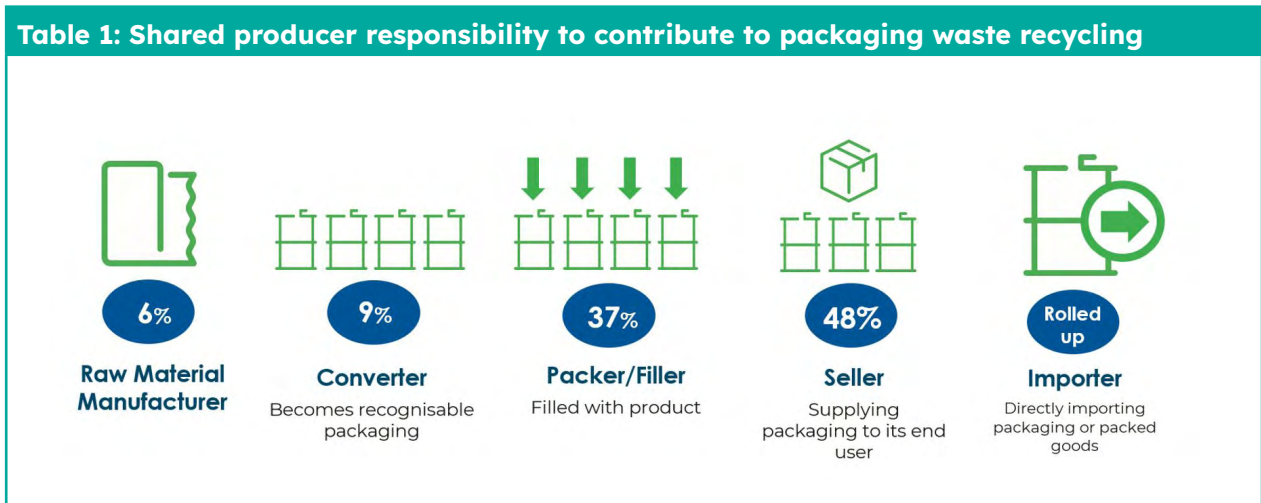 Table 1: Shared producer responsibility to contribute to packaging waste recycling
6%
Raw Material
Manufacturer
9%
Converter
Becomes recognisable
packaging
37%
Packer/Filler
Filled with product
48%
Seller
Supplying
packaging to its end
user
Rolled
up
Importer
Directly importing
packaging or packed
goods